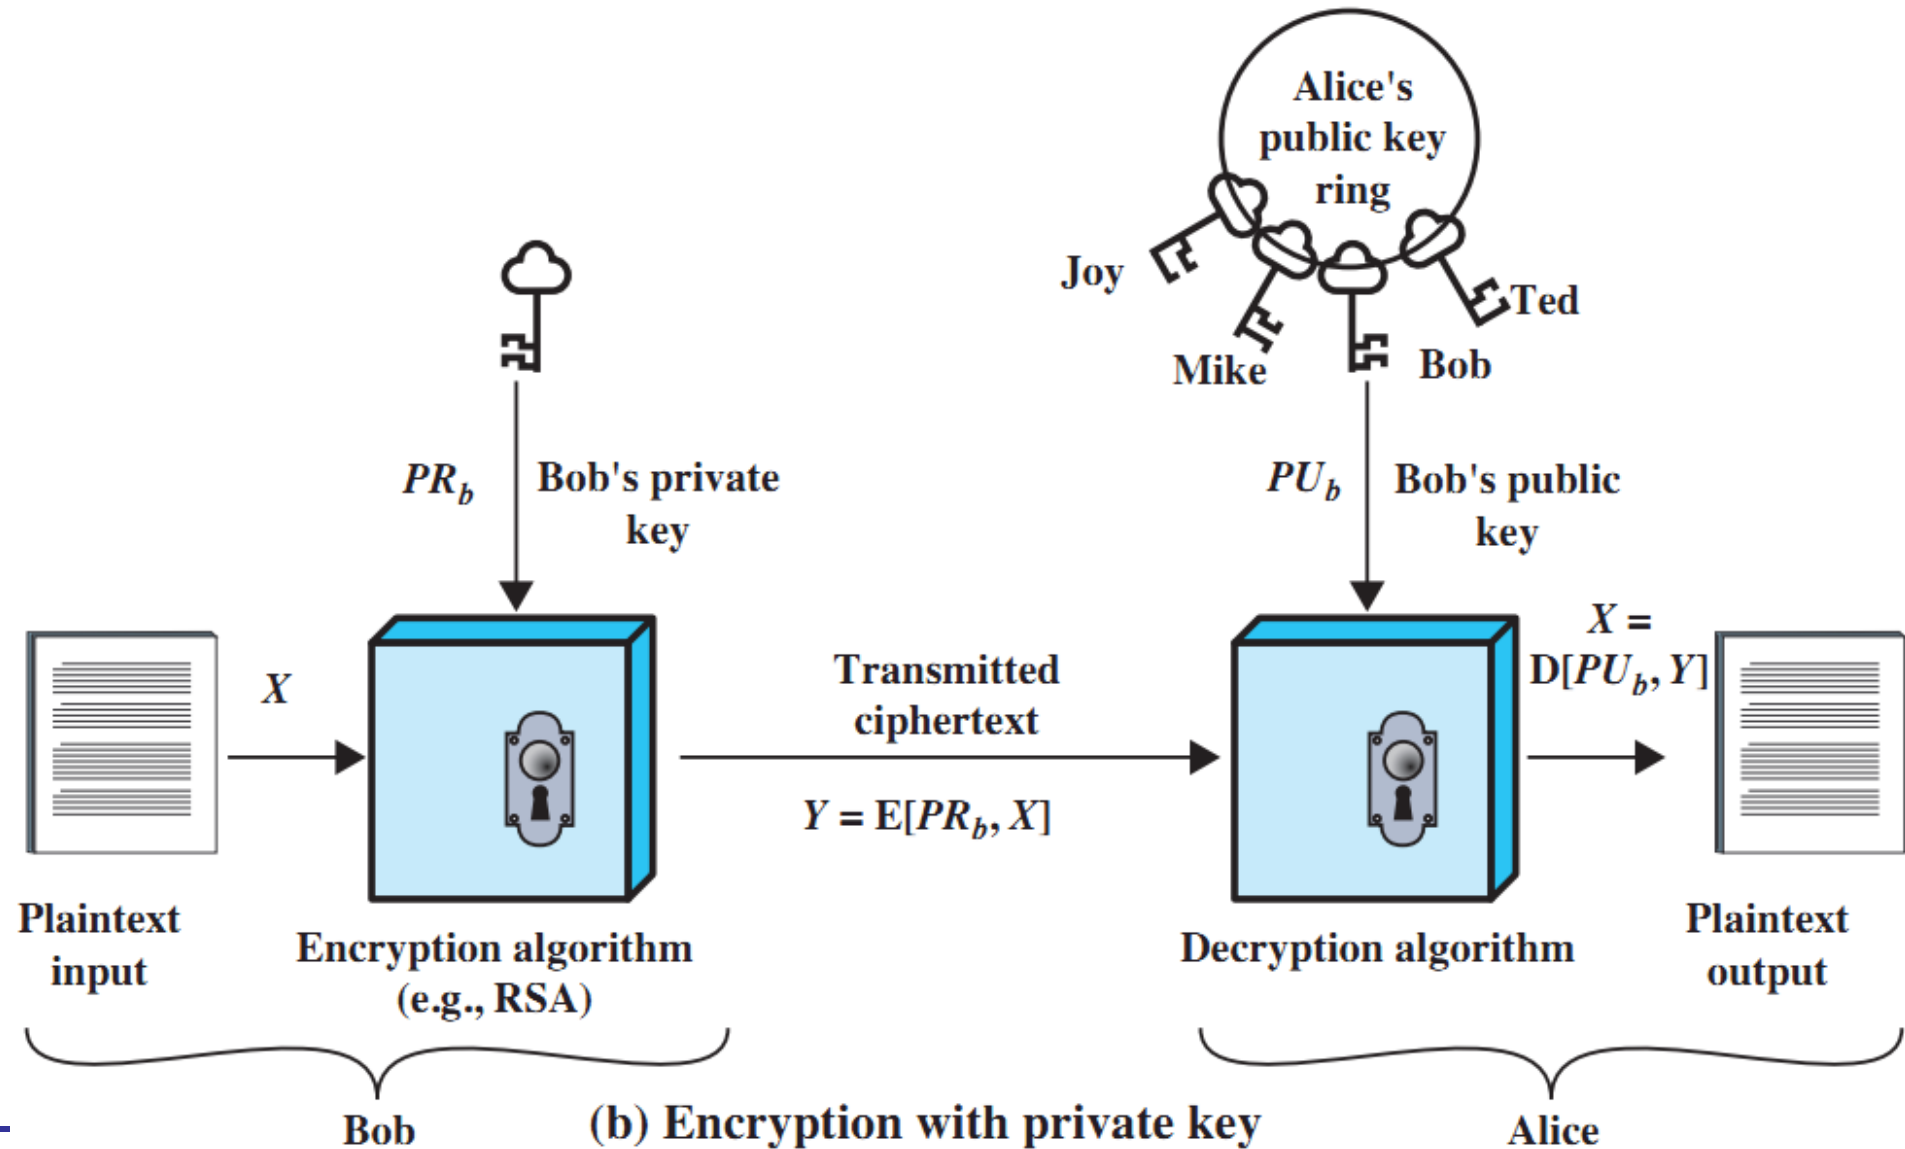 Alice's
public key
ring
Joy
Mike
Bob
Ted
PRb
Bob's private
key
PUb
Bob's public
key
X
Transmitted
ciphertext
Y = E[PRb, X]
X =
D[PUb, Y]
Plaintext
input
Encryption algorithm
(e.g., RSA)
Decryption algorithm
Plaintext
output
Bob
(b) Encryption with private key
Alice